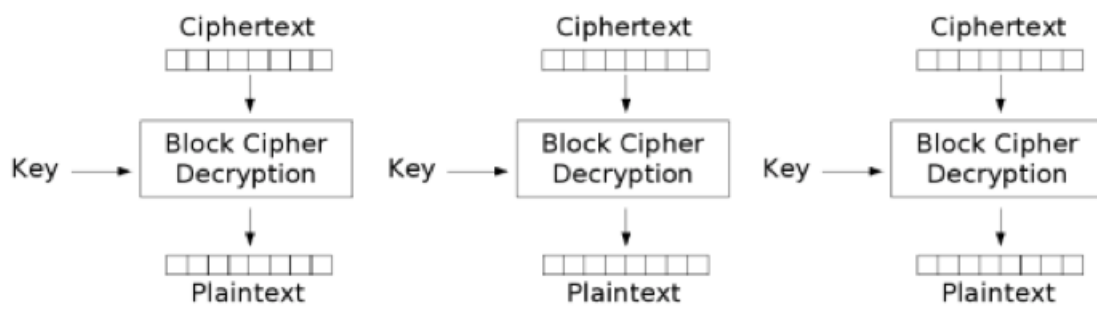 Ciphertext Ciphertext Ciphertext
Key Block Cipher Decryption Key Block Cipher Decryption Key Block Cipher Decryption
Plaintext Plaintext Plaintext